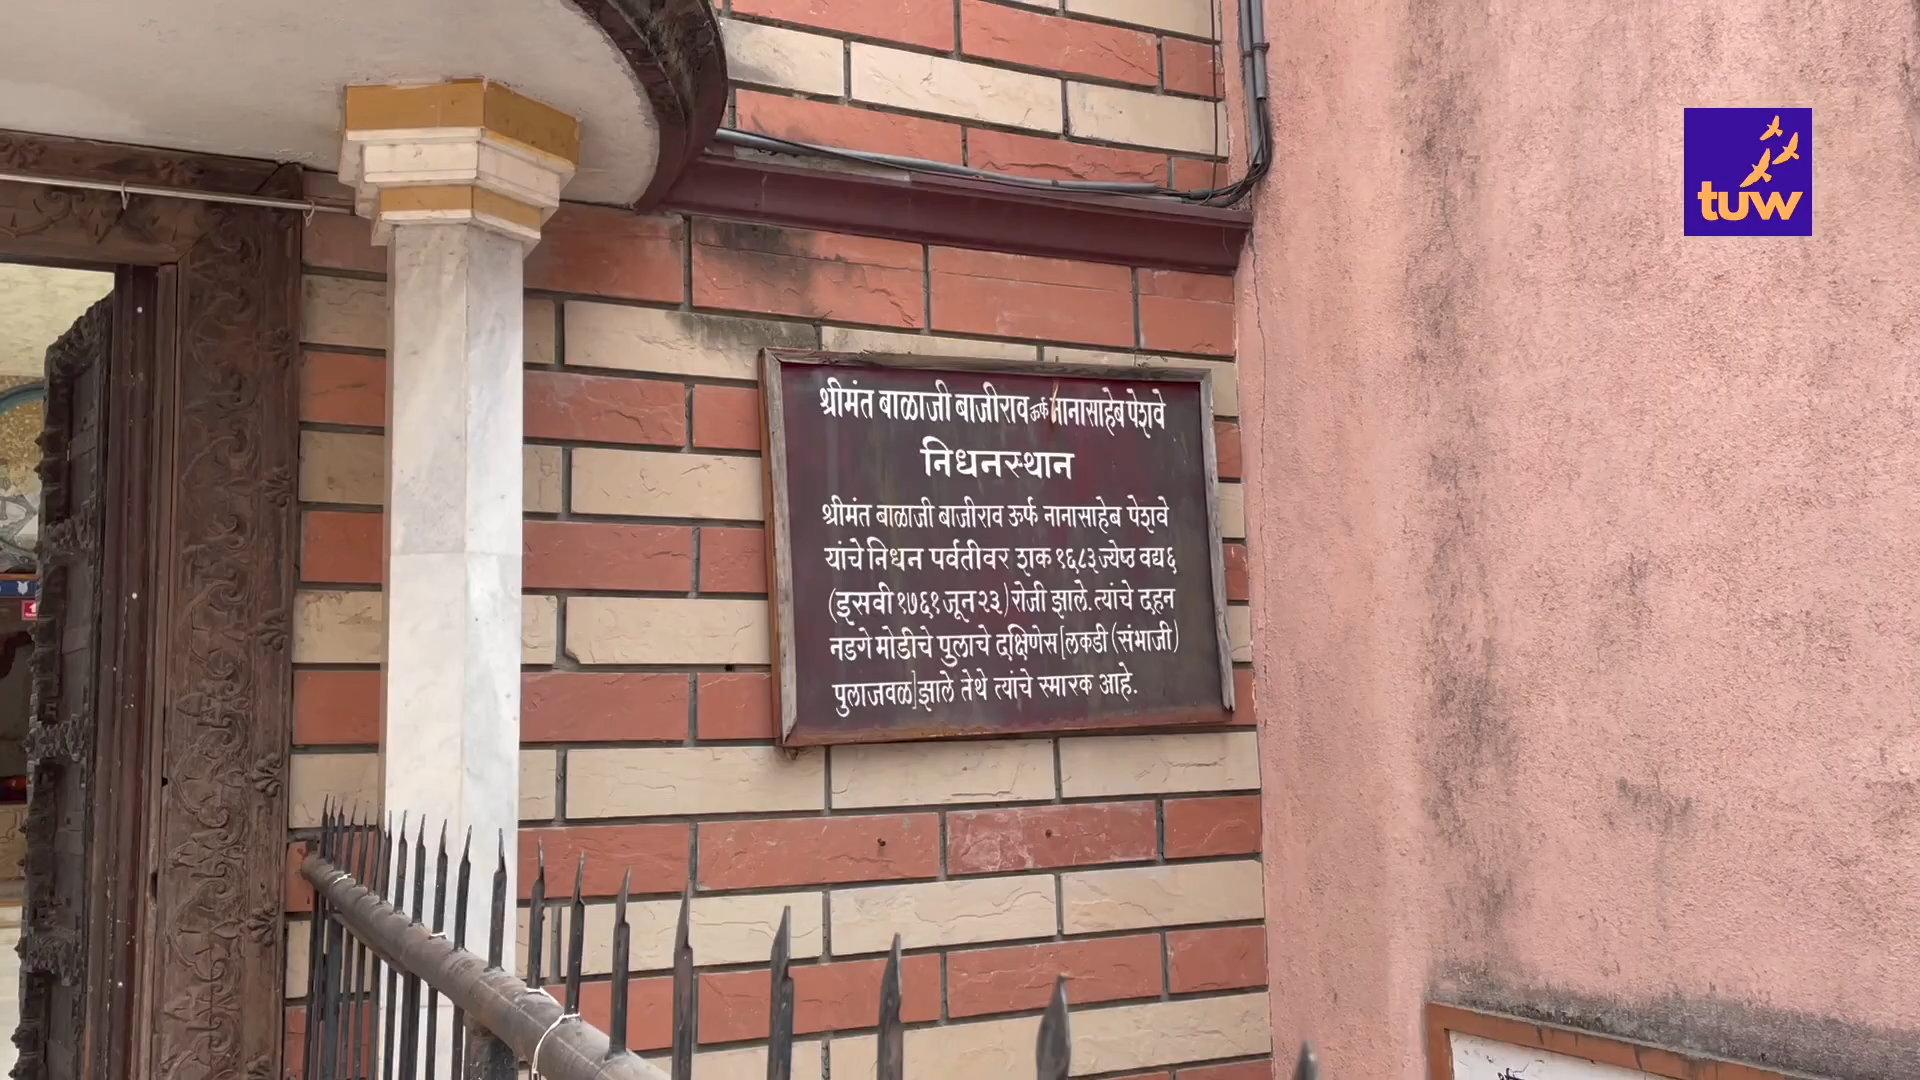 tuw
श्रीमंत बाळाजी बाजीराव ऊर्फ नानासाहेब पेशवे
निधनस्थान
श्रीमंत बाळाजी बाजीराव ऊर्फ नानासाहेब पेशवे
यांचे निधन पर्वतीवर शक १६८३ ज्येष्ठ वद्य ६
(इसवी १७६१ जून २३) रोजी झाले. त्यांचे दहन
नडगे मोडीचे पुलाचे दक्षिणेस [लकडी (संभाजी)
पुलाजवळ] झाले तेथे त्यांचे स्मारक आहे.